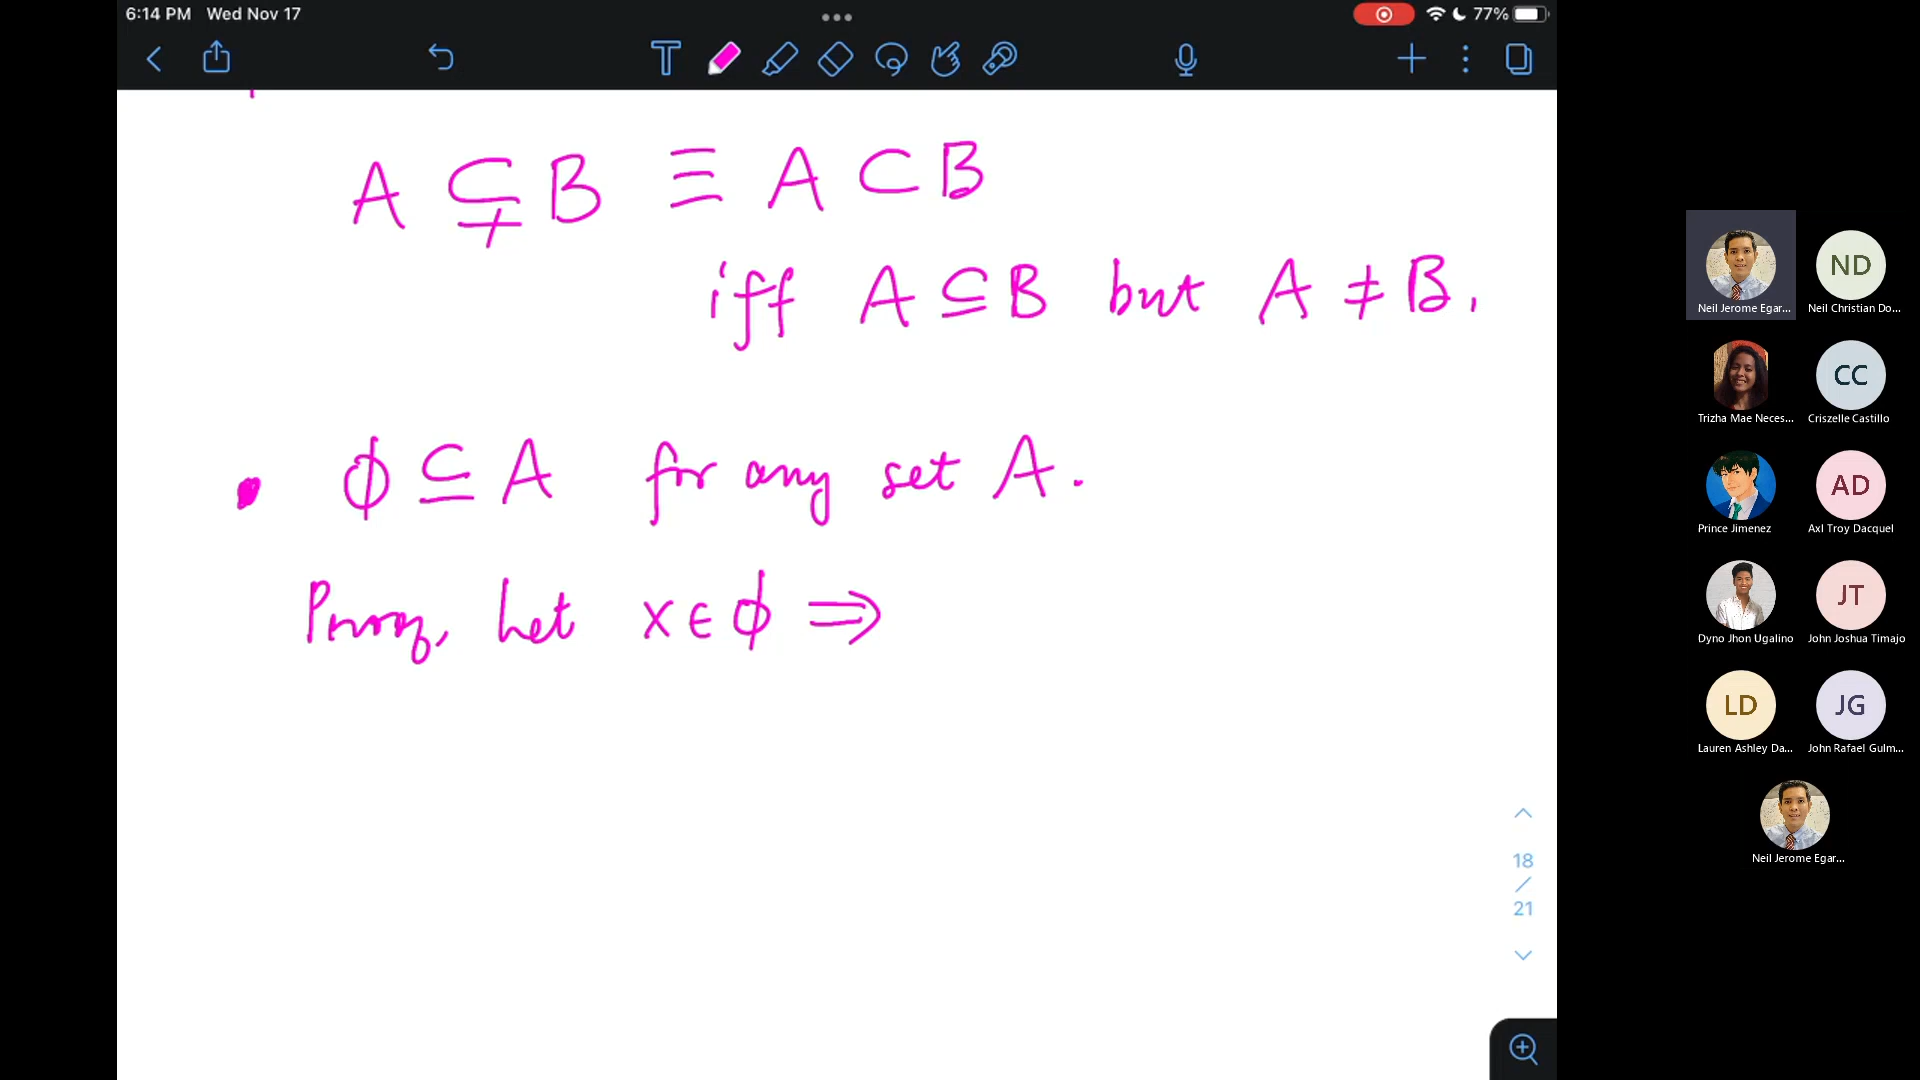 6:14 PM Wed Nov 17
77%
A ⊊ B ≡ A ⊂ B
iff A ⊆ B but A ≠ B.
• ϕ ⊆ A for any set A.
Let x ∈ ϕ ⇒
18
/
21
Neil Jerome Egar...
ND
Neil Christian Do...
Trizha Mae Neces...
CC
Criszelle Castillo
Prince Jimenez
AD
Axl Troy Dacquel
Dyno Jhon Ugalino
JT
John Joshua Timajo
LD
Lauren Ashley Da...
JG
John Rafael Gulm...
Neil Jerome Egar...